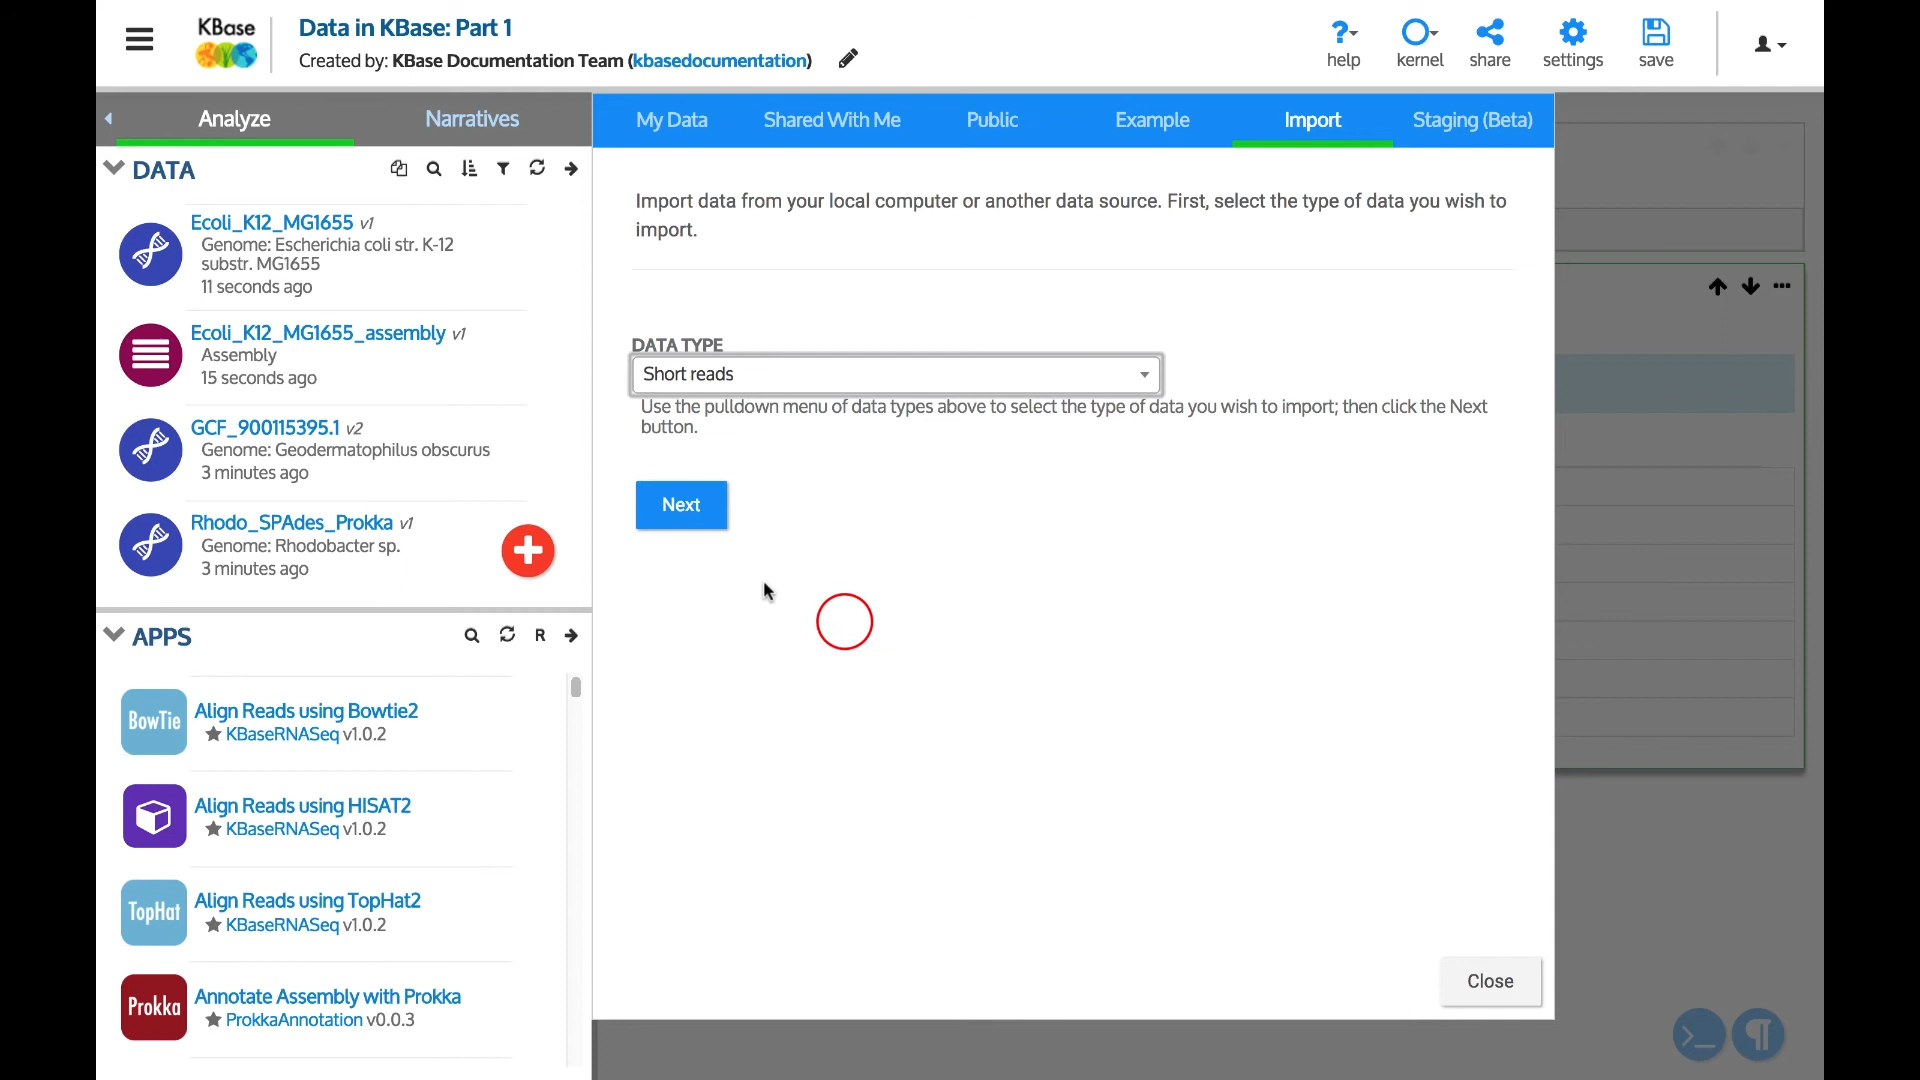 KBase
Data in KBase: Part 1
Created by: KBase Documentation Team (kbasedocumentation)
help
kernel
share
settings
save
Analyze
Narratives
My Data
Shared With Me
Public
Example
Import
Staging (Beta)
DATA
Ecoli_K12_MG1655 v1
Genome: Escherichia coli str. K-12
substr. MG1655
11 seconds ago
Ecoli_K12_MG1655_assembly v1
Assembly
15 seconds ago
GCF_900115395.1 v2
Genome: Geodermatophilus obscurus
3 minutes ago
Rhodo_SPAdes_Prokka v1
Genome: Rhodobacter sp.
3 minutes ago
APPS
R
BowTie
Align Reads using Bowtie2
KBaseRNASeq v1.0.2
Align Reads using HISAT2
KBaseRNASeq v1.0.2
TopHat
Align Reads using TopHat2
KBaseRNASeq v1.0.2
Prokka
Annotate Assembly with Prokka
ProkkaAnnotation v0.0.3
Import data from your local computer or another data source. First, select the type of data you wish to
import.
DATA TYPE
Short reads
Use the pulldown menu of data types above to select the type of data you wish to import; then click the Next
button.
Next
Close